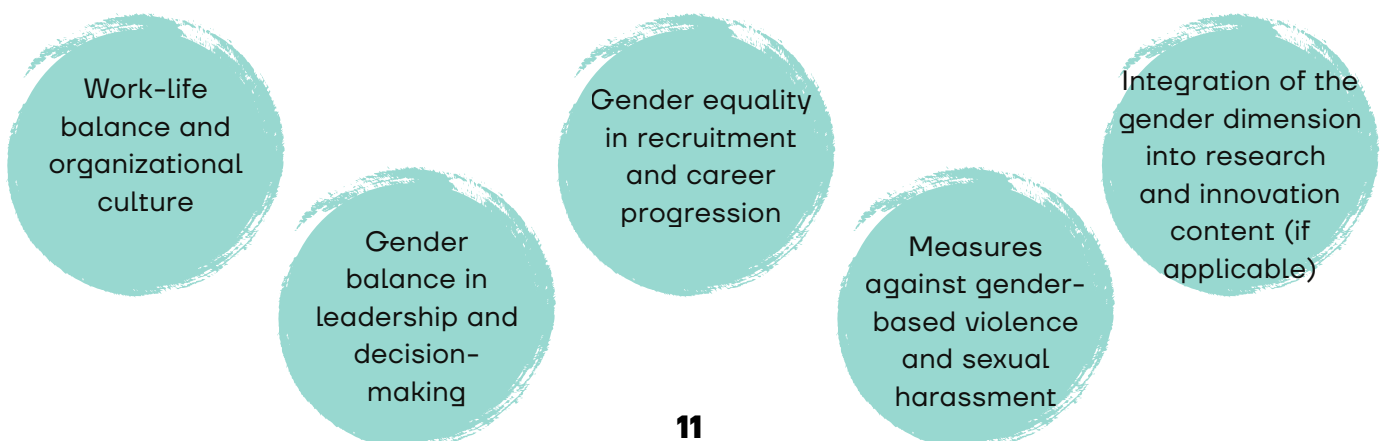 Work-life
balance and
organizational
culture
Gender
balance in
leadership and
decision-
making
Gender equality
in recruitment
and career
progression
Measures
against gender-
based violence
and sexual
harassment
Integration of the
gender dimension
into research
and innovation
content (if
applicable)
11